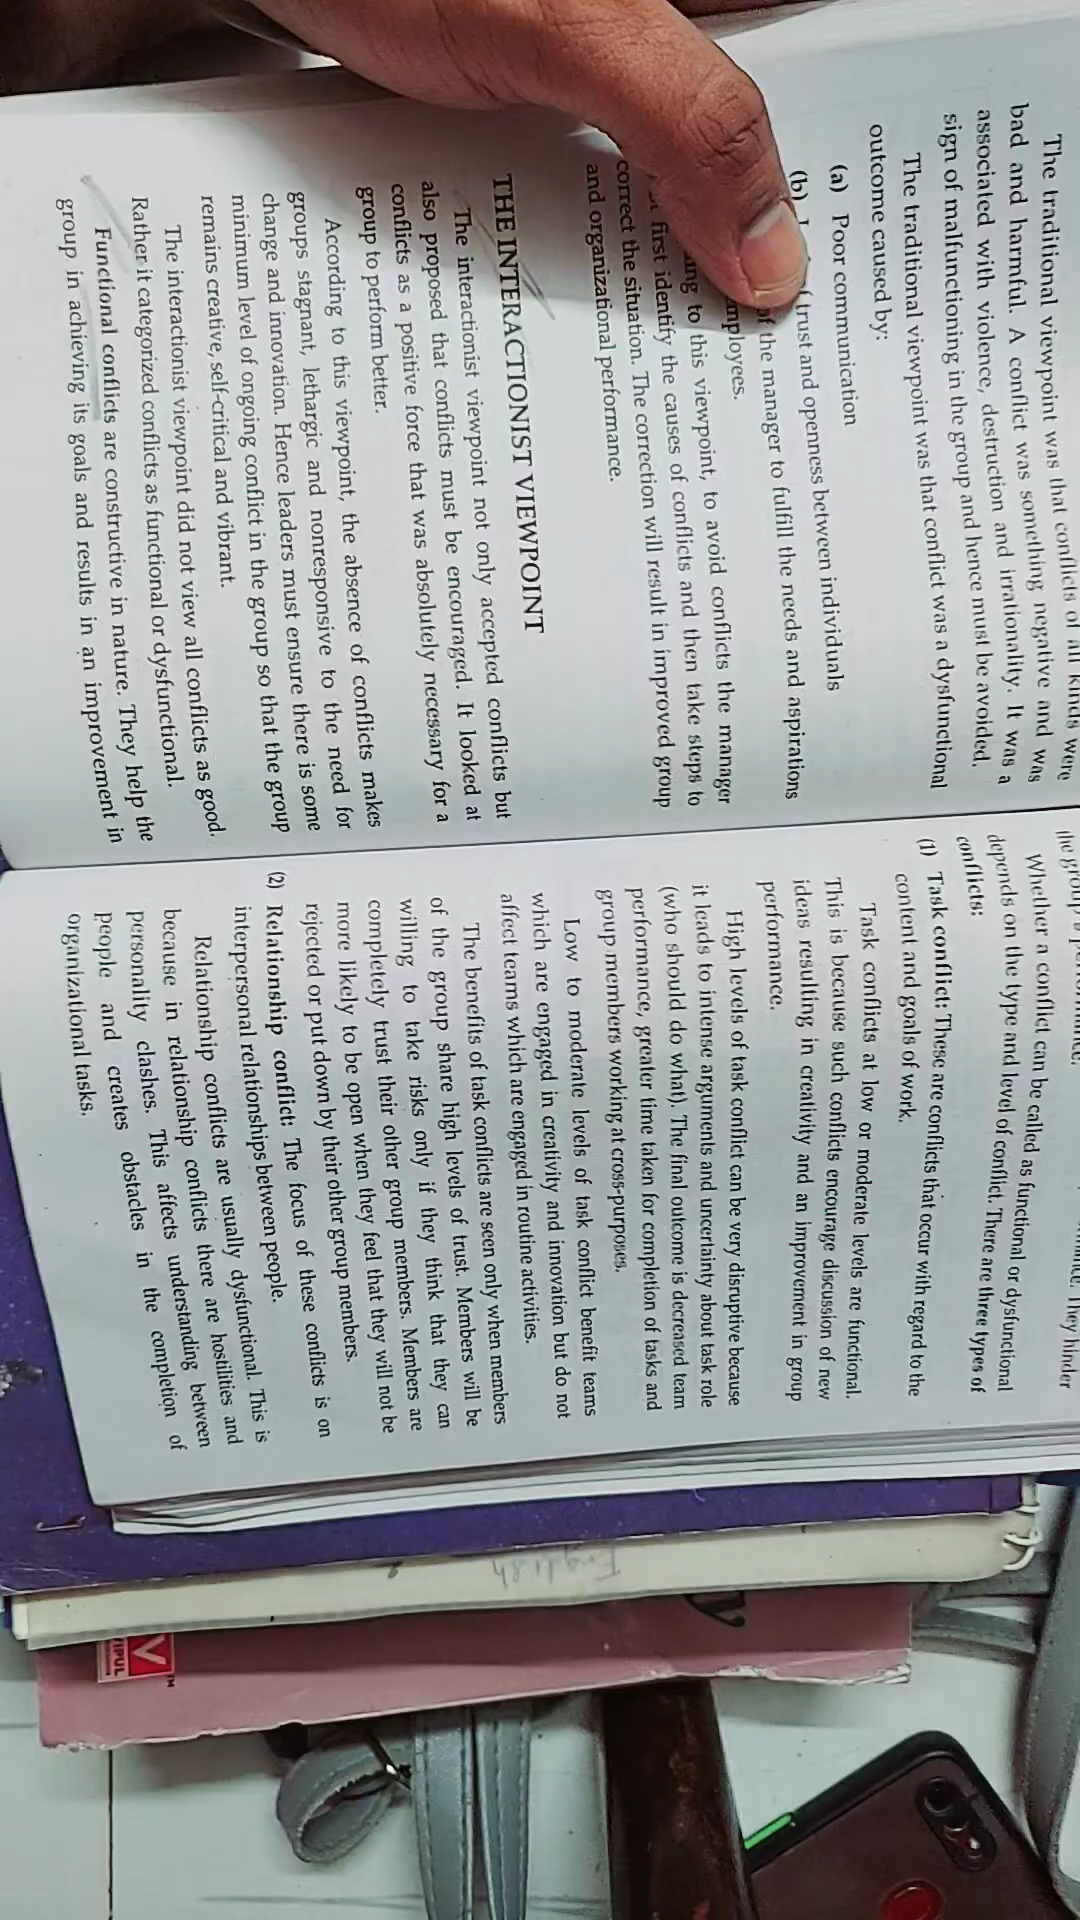 The traditional viewpoint was that conflicts of all kinds were
bad and harmful. A conflict was something negative and was
associated with violence, destruction and irrationality. It was a
sign of malfunctioning in the group and hence must be avoided.
The traditional viewpoint was that conflict was a dysfunctional
outcome caused by:
(a) Poor communication
(b) trust and openness between individuals
of the manager to fulfill the needs and aspirations
mployees.
ing to this viewpoint, to avoid conflicts the manager
first identify the causes of conflicts and then take steps to
correct the situation. The correction will result in improved group
and organizational performance.
THE INTERACTIONIST VIEWPOINT
The interactionist viewpoint not only accepted conflicts but
also proposed that conflicts must be encouraged. It looked at
conflicts as a positive force that was absolutely necessary for a
group to perform better.
According to this viewpoint, the absence of conflicts makes
groups stagnant, lethargic and nonresponsive to the need for
change and innovation. Hence leaders must ensure there is some
minimum level of ongoing conflict in the group so that the group
remains creative, self-critical and vibrant.
The interactionist viewpoint did not view all conflicts as good.
Rather it categorized conflicts as functional or dysfunctional.
Functional conflicts are constructive in nature. They help the
group in achieving its goals and results in an improvement in
the group's They hinder
Whether a conflict can be called as functional or dysfunctional
depends on the type and level of conflict. There are three types of
conflicts:
(1) Task conflict: These are conflicts that occur with regard to the
content and goals of work.
Task conflicts at low or moderate levels are functional.
This is because such conflicts encourage discussion of new
ideas resulting in creativity and an improvement in group
performance.
High levels of task conflict can be very disruptive because
it leads to intense arguments and uncertainty about task role
(who should do what). The final outcome is decreased team
performance, greater time taken for completion of tasks and
group members working at cross-purposes.
Low to moderate levels of task conflict benefit teams
which are engaged in creativity and innovation but do not
affect teams which are engaged in routine activities.
The benefits of task conflicts are seen only when members
of the group share high levels of trust. Members will be
willing to take risks only if they think that they can
completely trust their other group members. Members are
more likely to be open when they feel that they will not be
rejected or put down by their other group members.
(2) Relationship conflict: The focus of these conflicts is on
interpersonal relationships between people.
Relationship conflicts are usually dysfunctional. This is
because in relationship conflicts there are hostilities and
personality clashes. This affects understanding between
people and creates obstacles in the completion of
organizational tasks.
English
y
V
VIPUL
TM